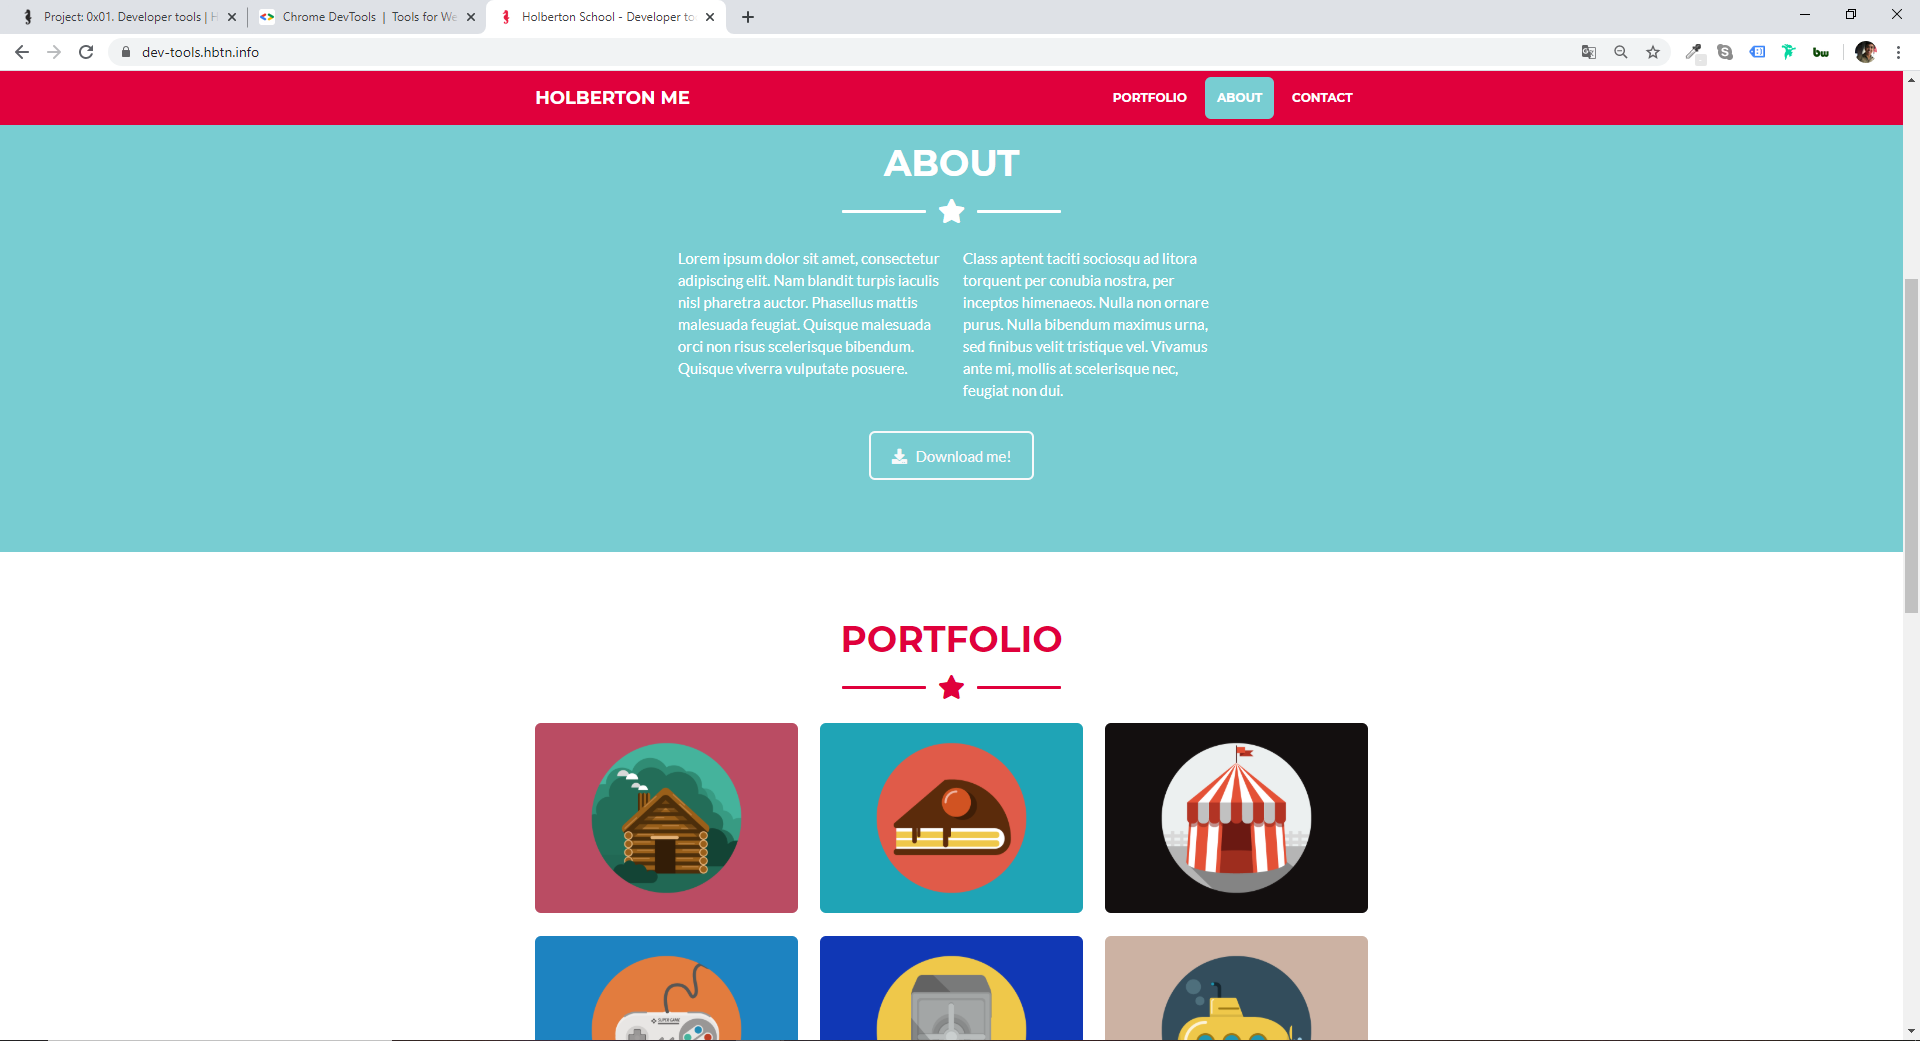 Project: 0x01. Developer tools | H
Chrome DevTools | Tools for We
Holberton School - Developer to
dev-tools.hbtn.info
bw
HOLBERTON ME
PORTFOLIO
ABOUT
CONTACT
ABOUT
Lorem ipsum dolor sit amet, consectetur
adipiscing elit. Nam blandit turpis iaculis
nisl pharetra auctor. Phasellus mattis
malesuada feugiat. Quisque malesuada
orci non risus scelerisque bibendum.
Quisque viverra vulputate posuere.
Class aptent taciti sociosqu ad litora
torquent per conubia nostra, per
inceptos himenaeos. Nulla non ornare
purus. Nulla bibendum maximus urna,
sed finibus velit tristique vel. Vivamus
ante mi, mollis at scelerisque nec,
feugiat non dui.
Download me!
PORTFOLIO
SUPER GAME